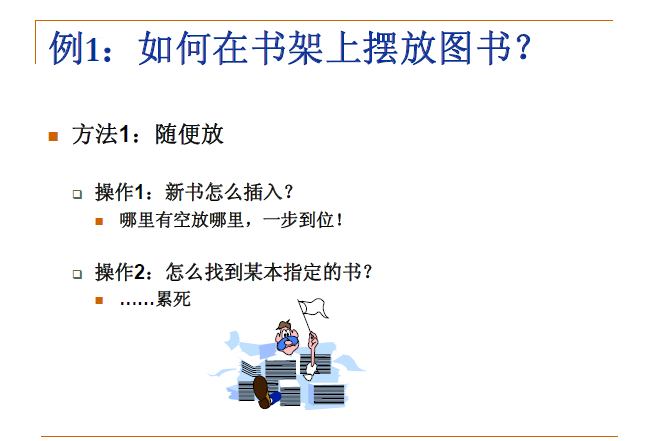 例1：如何在书架上摆放图书？
方法1：随便放
操作1：新书怎么插入？
哪里有空放哪里，一步到位！
操作2：怎么找到某本指定的书？
……累死